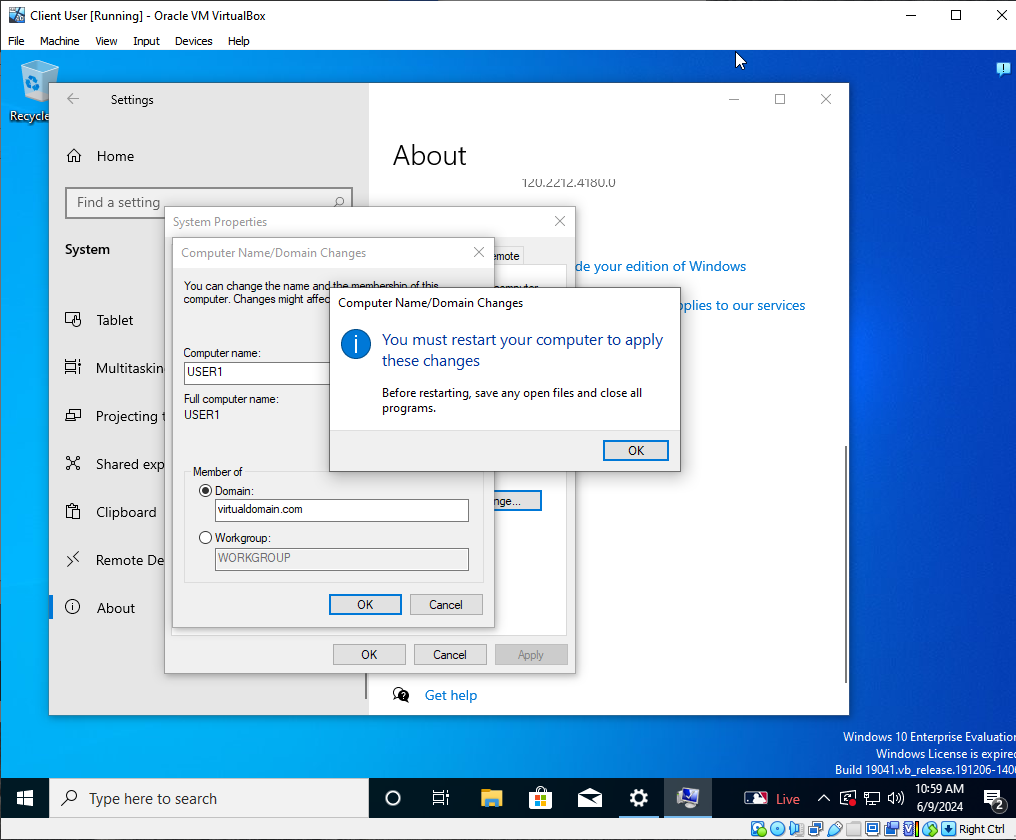 Client User [Running] - Oracle VM VirtualBox
File Machine View Input Devices Help
Recycle
Settings
Home
Find a setting
System
Tablet
Multitaskin
Projecting t
Shared exp
Clipboard
Remote De
About
About
120.2212.4180.0
de your edition of Windows
pplies to our services
Get help
System Properties
emote
computer
nge...
OK Cancel Apply
Computer Name/Domain Changes
You can change the name and the membership of this
computer. Changes might affec
Computer name:
USER1
Full computer name:
USER1
Member of
Domain:
virtualdomain.com
Workgroup:
WORKGROUP
OK Cancel
Computer Name/Domain Changes
You must restart your computer to apply
these changes
Before restarting, save any open files and close all
programs.
OK
Windows 10 Enterprise Evaluation
Windows License is expired
Build 19041.vb_release.191206-140
Type here to search
Live
10:59 AM
6/9/2024
2
Right Ctrl